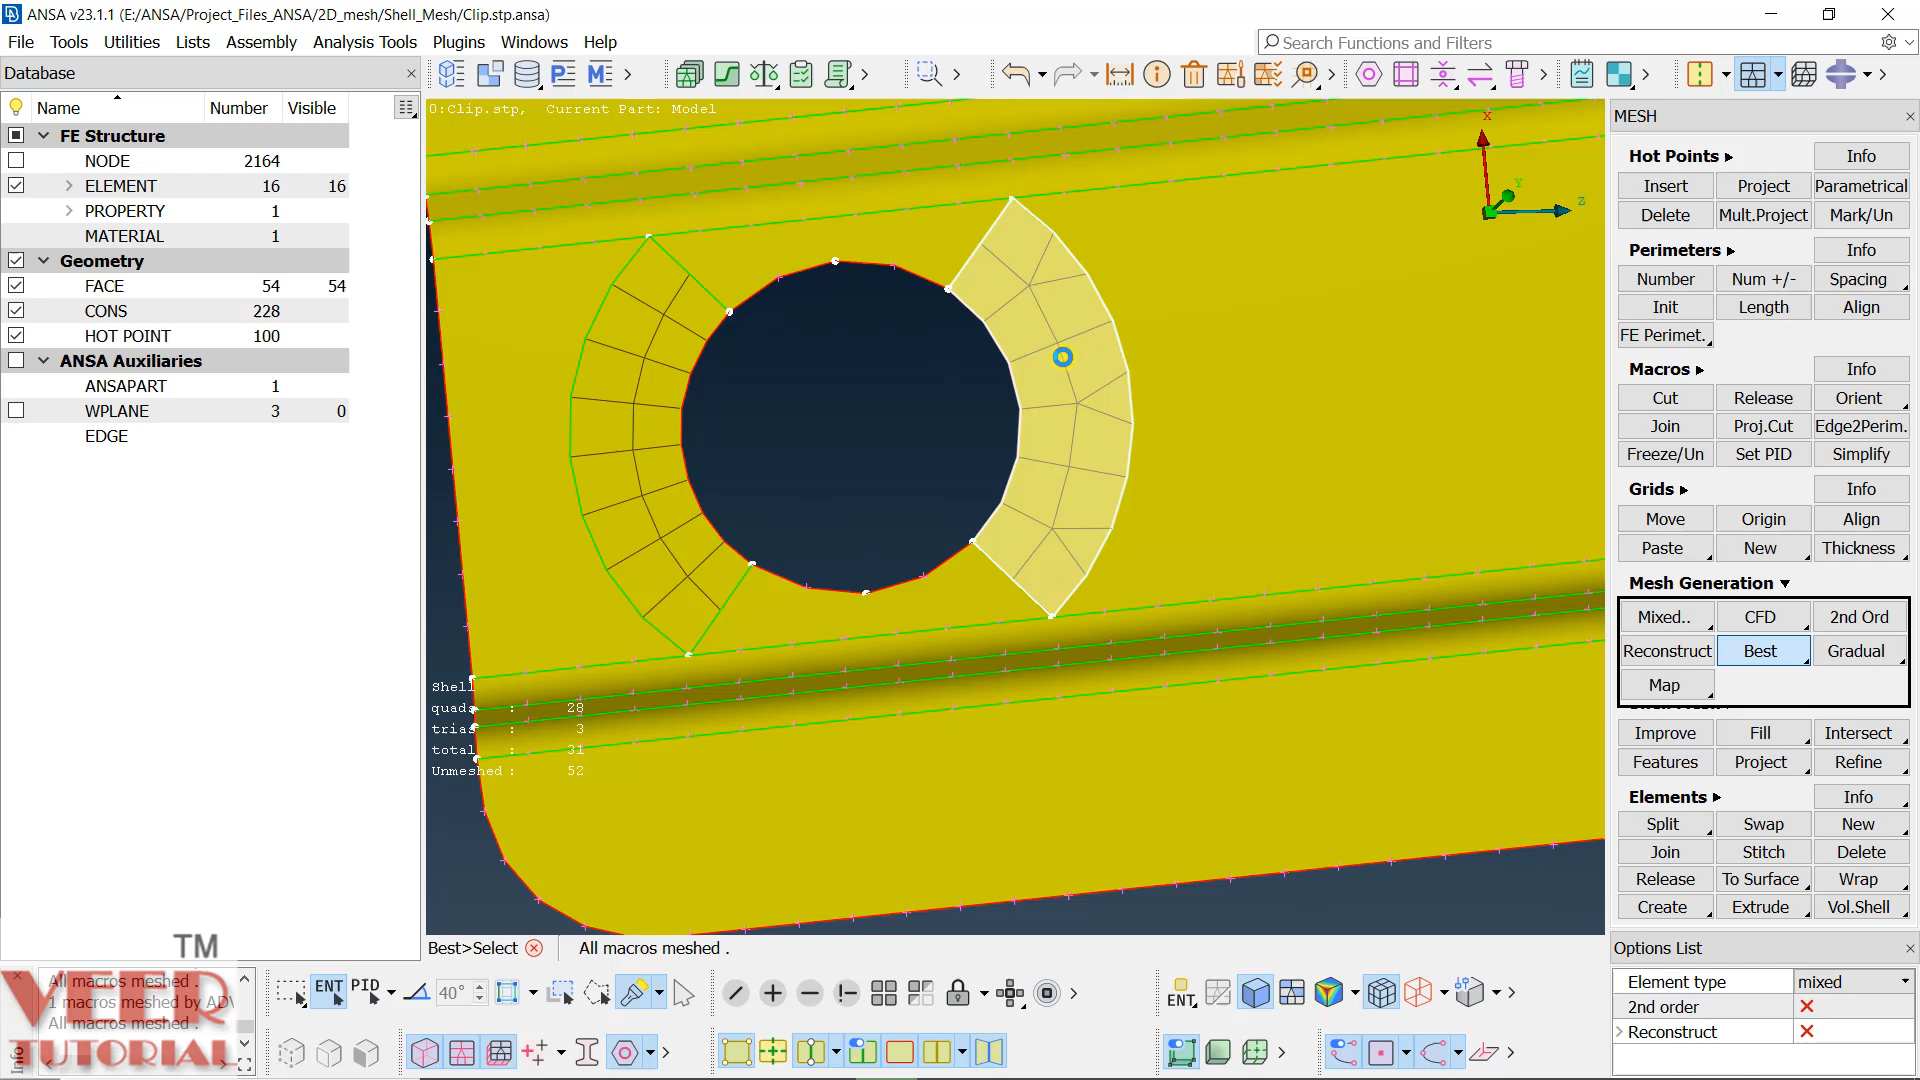 ANSA v23.1.1 (E:/ANSA/Project_Files_ANSA/2D_mesh/Shell_Mesh/Clip.stp.ansa)
File Tools Utilities Lists Assembly Analysis Tools Plugins Windows Help
Search Functions and Filters
Database
Name Number Visible
FE Structure
NODE 2164
ELEMENT 16 16
PROPERTY 1
MATERIAL 1
Geometry
FACE 54 54
CONS 228
HOT POINT 100
ANSA Auxiliaries
ANSAPART 1
WPLANE 3 0
EDGE
0:Clip.stp, Current Part: Model
X
Y
Z
Shell
quads : 28
trias : 3
total : 31
Unmeshed : 52
Best>Select
All macros meshed .
MESH
Hot Points Info
Insert Project Parametrical
Delete Mult.Project Mark/Un
Perimeters Info
Number Num +/- Spacing
Init Length Align
FE Perimet.
Macros Info
Cut Release Orient
Join Proj.Cut Edge2Perim.
Freeze/Un Set PID Simplify
Grids Info
Move Origin Align
Paste New Thickness
Mesh Generation
Mixed.. CFD 2nd Ord
Reconstruct Best Gradual
Map
Improve Fill Intersect
Features Project Refine
Elements Info
Split Swap New
Join Stitch Delete
Release To Surface Wrap
Create Extrude Vol.Shell
Options List
Element type mixed
2nd order
Reconstruct
TM
VEER
TUTORIAL
All macros meshed .
1 macros meshed by ADV
All macros meshed .
Info
ENT PID 40°
ENT